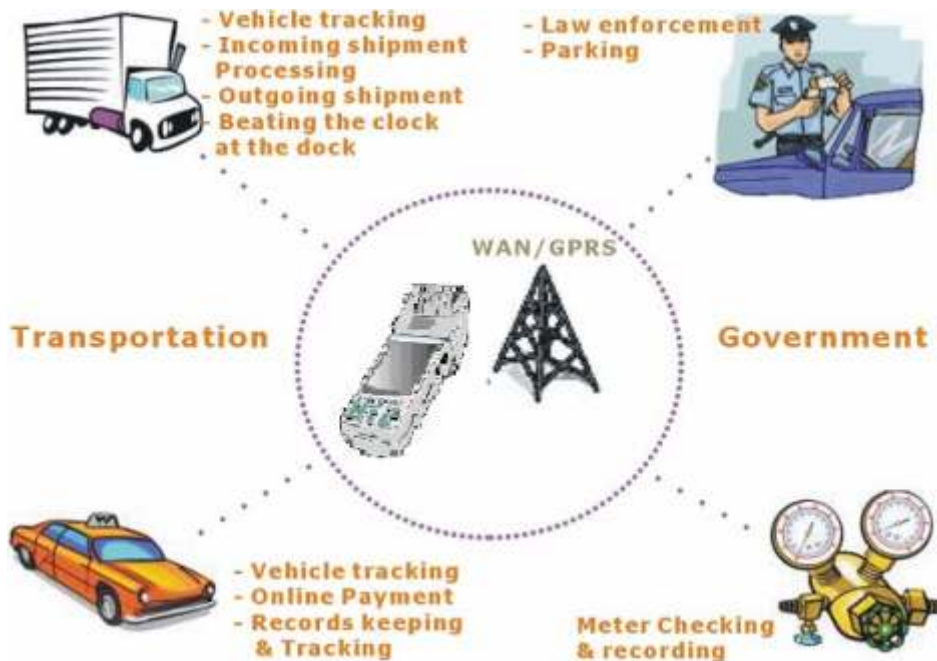 - Vehicle tracking
- Incoming shipment
Processing
- Outgoing shipment
- Beating the clock
at the dock
- Law enforcement
- Parking
WAN/GPRS
Transportation
Government
- Vehicle tracking
- Online Payment
- Records keeping
& Tracking
Meter Checking
& recording